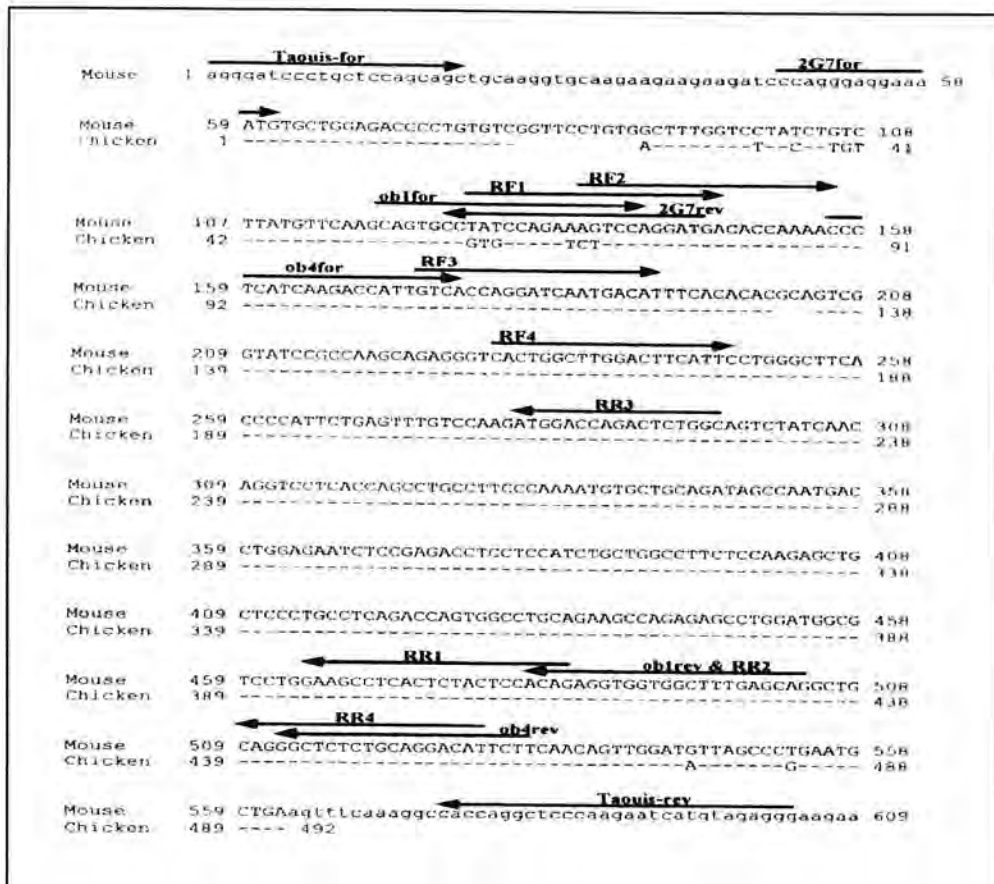 Taouis-for
2G7for
Mouse 1 agggatccctgctccagcagctgcaaggtgcaagaagaagaagatcccagggaggaaa 58
Mouse 59 ATGTGCTGGAGACCCCTGTGTCGGTTCCTGTGGCTTTGGTCCTATCTGTC 108
Chicken 1 A--------T---C---TGT 41
RF2
RF1
ob1for
2G7rev
Mouse 107 TTATGTTCAAGCAGTGCCTATCCAGAAAGTCCAGGATGACACCAAAACCC 158
Chicken 42 GTG-----TCT 91
ob4for
RF3
Mouse 159 TCATCAAGACCATTGTCACCAGGATCAATGACATTTCACACACGCAGTCG 208
Chicken 92 138
RF4
Mouse 209 GTATCCGCCAAGCAGAGGGTCACTGGCTTGGACTTCATTCCTGGGCTTCA 258
Chicken 139 188
RR3
Mouse 259 CCCCATTCTGAGTTTGTCCAAGATGGACCAGACTCTGGCAGTCTATCAAC 308
Chicken 189 238
Mouse 309 AGGTCCTCACCAGCCTGCCTTCCCAAAATGTGCTGCAGATAGCCAATGAC 358
Chicken 239 288
Mouse 359 CTGGAGAATCTCCGAGACCTCCTCCATCTGCTGGCCTTCTCCAAGAGCTG 408
Chicken 289 338
Mouse 409 CTCCCTGCCTCAGACCAGTGGCCTGCAGAAGCCAGAGAGCCTGGATGGCG 458
Chicken 339 388
RR1
ob1rev & RR2
Mouse 459 TCCTGGAAGCCTCACTCTACTCCACAGAGGTGGTGGCTTTGAGCAGGCTG 508
Chicken 389 438
RR4
ob4rev
Mouse 509 CAGGGCTCTCTGCAGGACATTCTTCAACAGTTGGATGTTAGCCCTGAATG 558
Chicken 439 A-------G----- 488
Taouis-rev
Mouse 559 CTGAagttttcaaaggccaccaggctcccaagaatcatgtagagggaagaa 609
Chicken 489 ---- 492